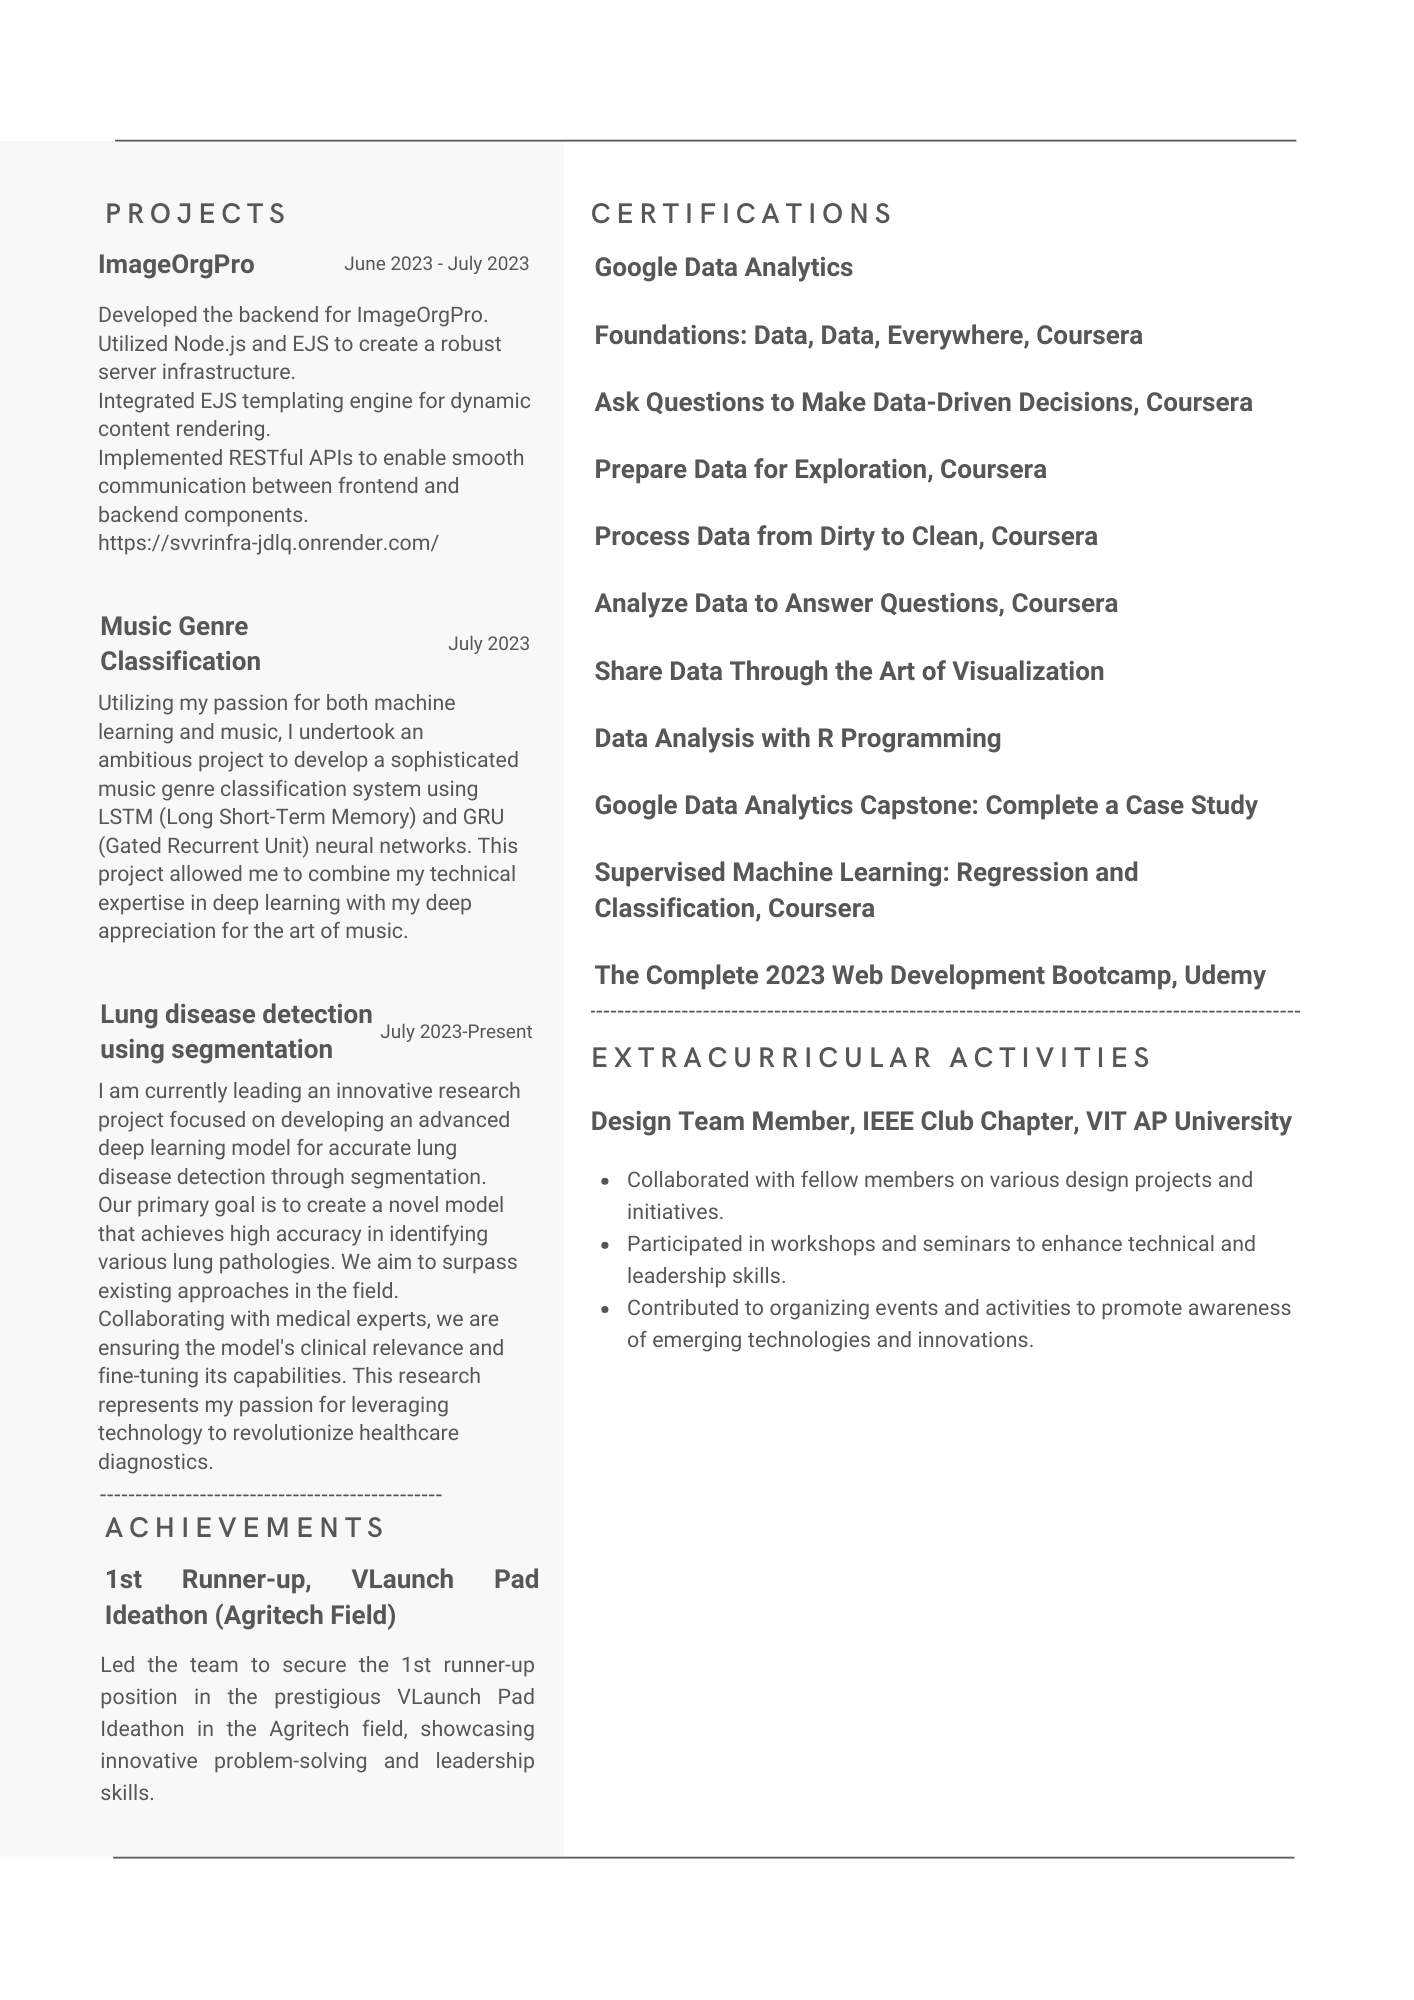 PROJECTS
ImageOrgPro
June 2023 - July 2023
Developed the backend for ImageOrgPro.
Utilized Node.js and EJS to create a robust
server infrastructure.
Integrated EJS templating engine for dynamic
content rendering.
Implemented RESTful APIs to enable smooth
communication between frontend and
backend components.
https://svvrinfra-jdlq.onrender.com/
Music Genre
Classification
July 2023
Utilizing my passion for both machine
learning and music, I undertook an
ambitious project to develop a sophisticated
music genre classification system using
LSTM (Long Short-Term Memory) and GRU
(Gated Recurrent Unit) neural networks. This
project allowed me to combine my technical
expertise in deep learning with my deep
appreciation for the art of music.
Lung disease detection
using segmentation
July 2023-Present
I am currently leading an innovative research
project focused on developing an advanced
deep learning model for accurate lung
disease detection through segmentation.
Our primary goal is to create a novel model
that achieves high accuracy in identifying
various lung pathologies. We aim to surpass
existing approaches in the field.
Collaborating with medical experts, we are
ensuring the model's clinical relevance and
fine-tuning its capabilities. This research
represents my passion for leveraging
technology to revolutionize healthcare
diagnostics.
ACHIEVEMENTS
1st Runner-up, VLaunch Pad
Ideathon (Agritech Field)
Led the team to secure the 1st runner-up
position in the prestigious VLaunch Pad
Ideathon in the Agritech field, showcasing
innovative problem-solving and leadership
skills.
CERTIFICATIONS
Google Data Analytics
Foundations: Data, Data, Everywhere, Coursera
Ask Questions to Make Data-Driven Decisions, Coursera
Prepare Data for Exploration, Coursera
Process Data from Dirty to Clean, Coursera
Analyze Data to Answer Questions, Coursera
Share Data Through the Art of Visualization
Data Analysis with R Programming
Google Data Analytics Capstone: Complete a Case Study
Supervised Machine Learning: Regression and
Classification, Coursera
The Complete 2023 Web Development Bootcamp, Udemy
EXTRACURRICULAR ACTIVITIES
Design Team Member, IEEE Club Chapter, VIT AP University
• Collaborated with fellow members on various design projects and
initiatives.
• Participated in workshops and seminars to enhance technical and
leadership skills.
• Contributed to organizing events and activities to promote awareness
of emerging technologies and innovations.